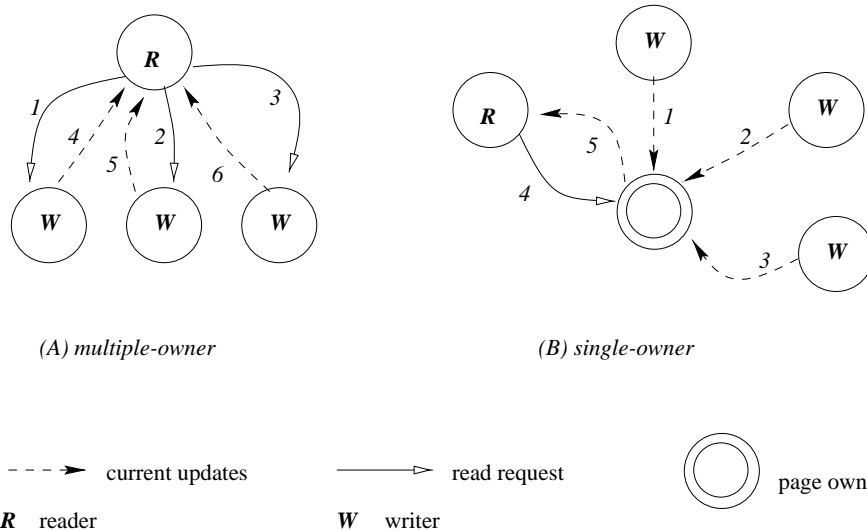 R
W
W
W
1
4
5
2
6
3
(A) multiple-owner
W
R
W
W
1
2
3
4
5
(B) single-owner
current updates
read request
page own
R reader
W writer